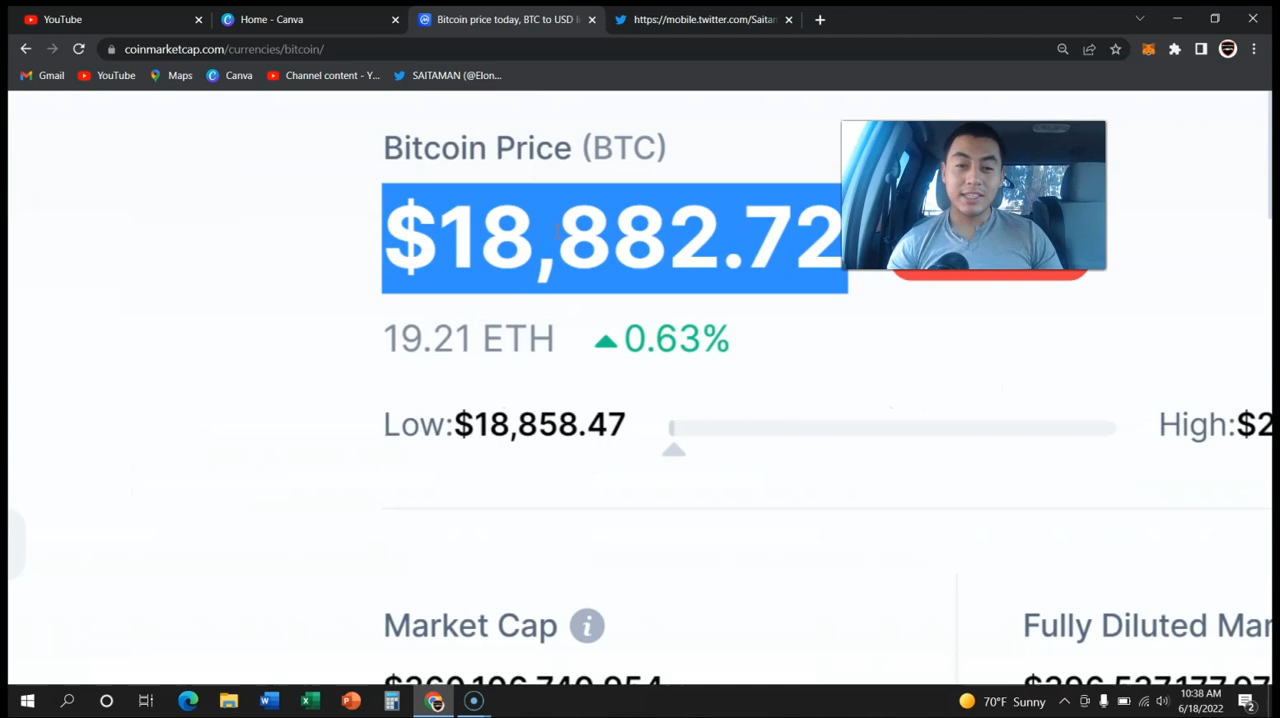 YouTube
Home - Canva
Bitcoin price today, BTC to USD li
https://mobile.twitter.com/Saitan
coinmarketcap.com/currencies/bitcoin/
Gmail
YouTube
Maps
Canva
Channel content - Y...
SAITAMAN (@Elon...
Bitcoin Price (BTC)
$18,882.72
19.21 ETH 0.63%
Low:$18,858.47
High:$2
Market Cap i
Fully Diluted Mar
70°F Sunny
10:38 AM
6/18/2022
2